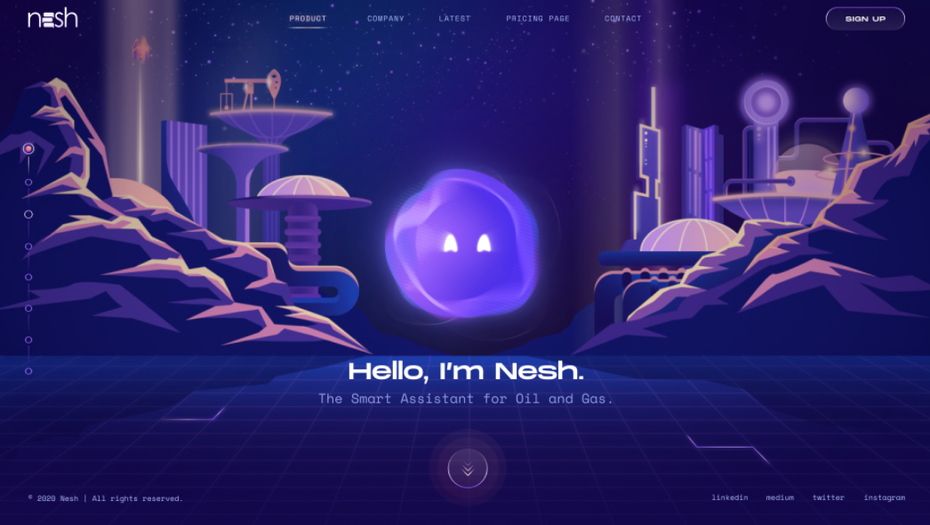 nesh
PRODUCT COMPANY LATEST PRICING PAGE CONTACT
SIGN UP
Hello, I'm Nesh.
The Smart Assistant for Oil and Gas.
© 2020 Nesh | All rights reserved.
linkedin medium twitter instagram